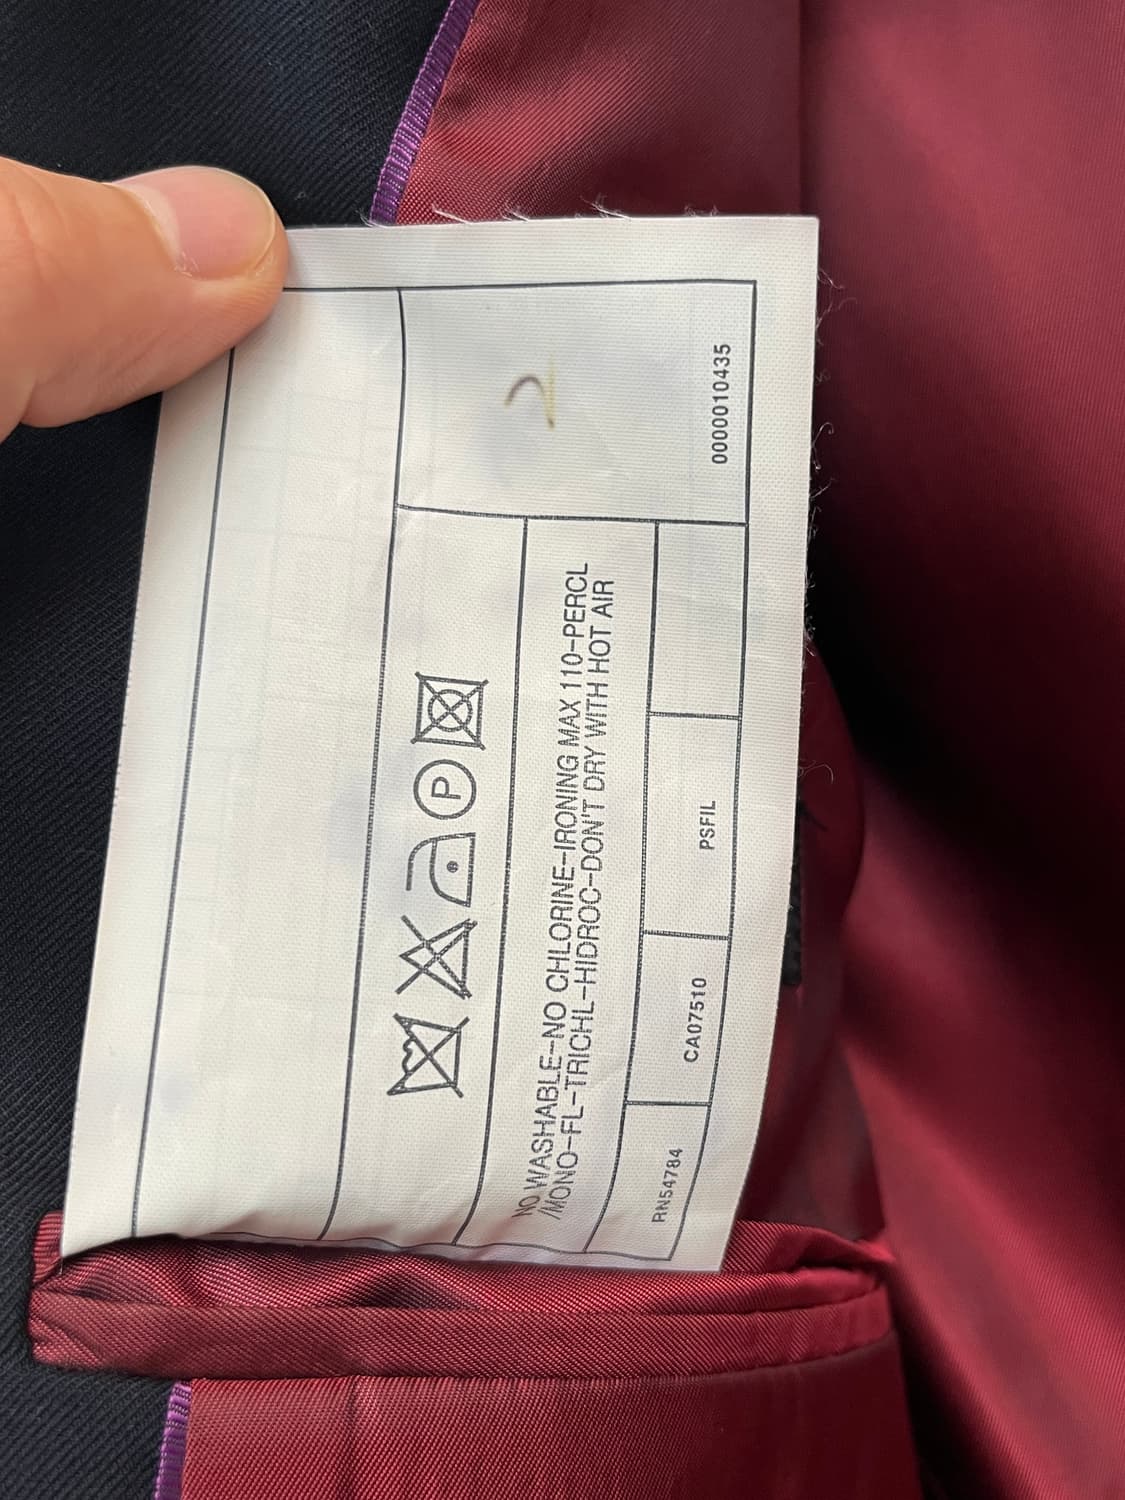 P
NO WASHABLE-NO CHLORINE-IRONING MAX 110-PERCL
/MONO-FL-TRICHL-HIDROC-DON'T DRY WITH HOT AIR
RN54784
CA07510
PSFIL
0000010435